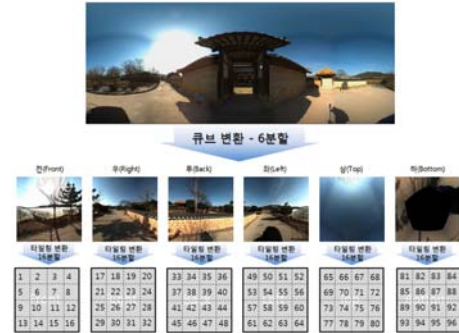 큐브 변환 - 6분할
전(Front) 우(Right) 후(Back) 좌(Left) 상(Top) 하(Bottom)
타일링 변환 타일링 변환 타일링 변환 타일링 변환 타일링 변환 타일링 변환
16분할 16분할 16분할 16분할 16분할 16분할
1 2 3 4 17 18 19 20 33 34 35 36 49 50 51 52 65 66 67 68 81 82 83 84
5 6 7 8 21 22 23 24 37 38 39 40 53 54 55 56 69 70 71 72 85 86 87 88
9 10 11 12 25 26 27 28 41 42 43 44 57 58 59 60 73 74 75 76 89 90 91 92
13 14 15 16 29 30 31 32 45 46 47 48 61 62 63 64 77 78 79 80 93 94 95 96